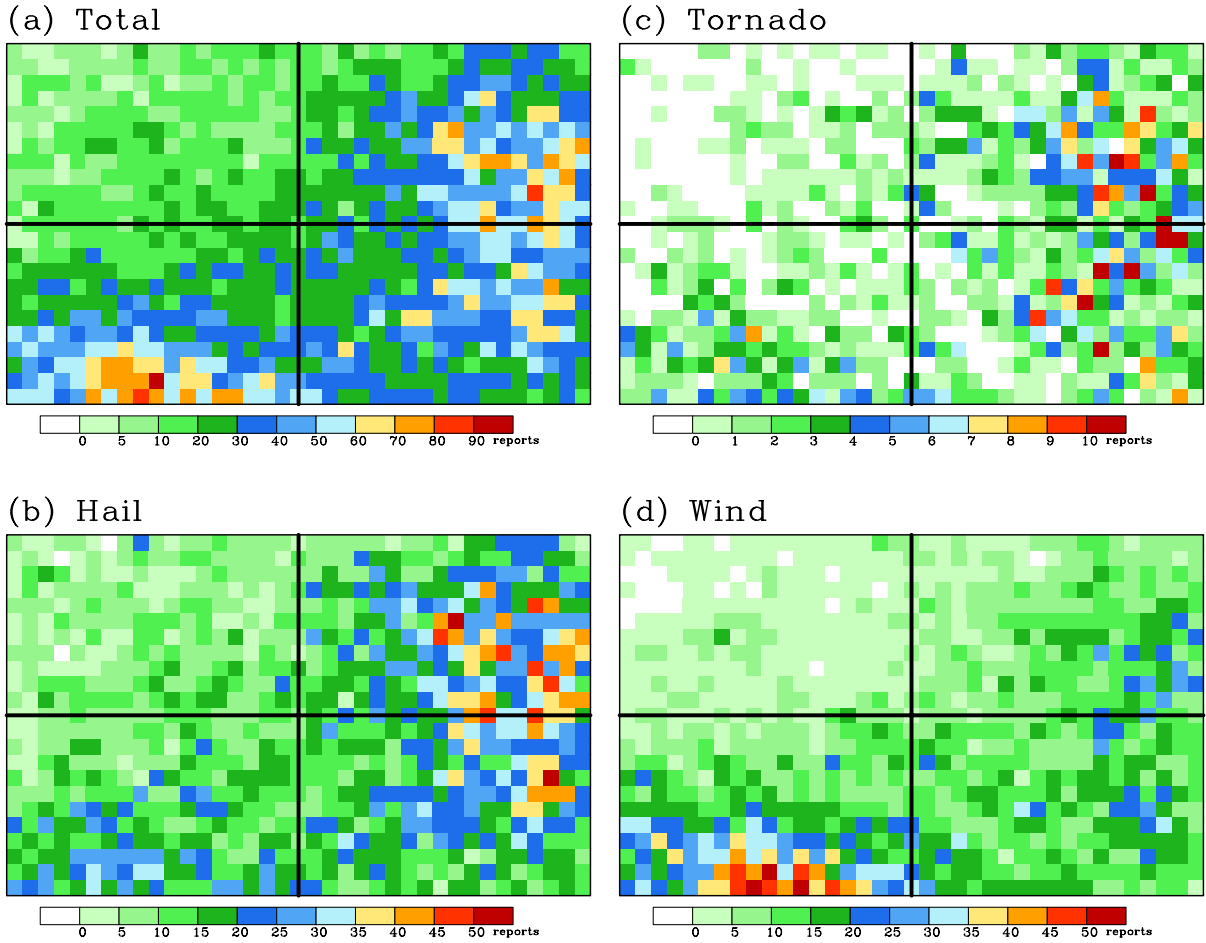 (a) Total
(c) Tornado
0 5 10 20 30 40 50 60 70 80 90 reports
0 1 2 3 4 5 6 7 8 9 10 reports
(b) Hail
(d) Wind
0 5 10 15 20 25 30 35 40 45 50 reports
0 5 10 15 20 25 30 35 40 45 50 reports